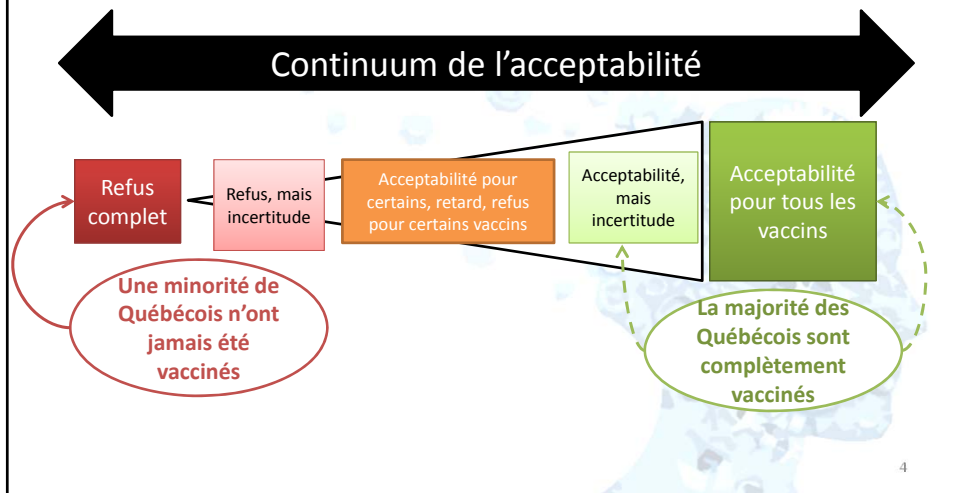 Continuum de l’acceptabilité
Refus
complet
Refus, mais
incertitude
Acceptabilité pour
certains, retard, refus
pour certains vaccins
Acceptabilité,
mais
incertitude
Acceptabilité
pour tous les
vaccins
Une minorité de
Québécois n’ont
jamais été
vaccinés
La majorité des
Québécois sont
complètement
vaccinés
4